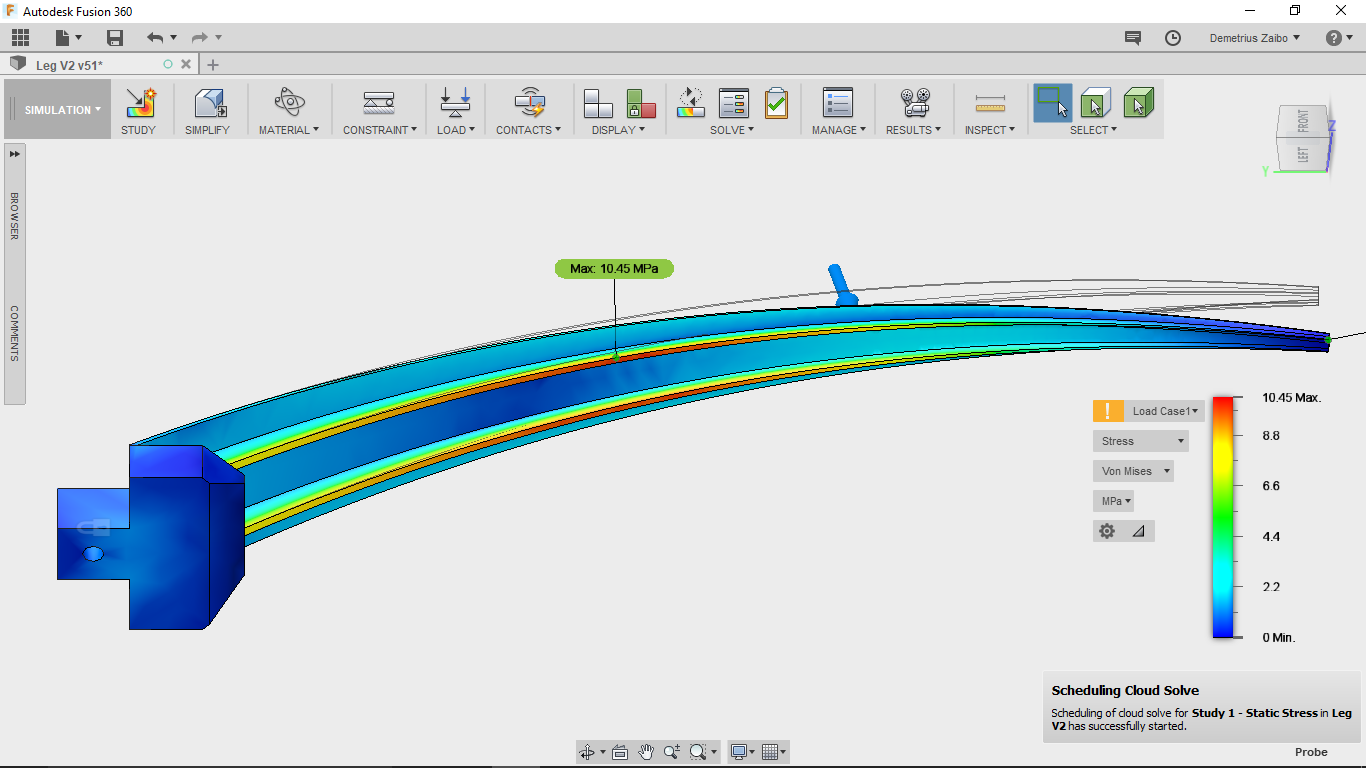 Autodesk Fusion 360
Demetrius Zaibo
Leg V2 v51*
SIMULATION
STUDY
SIMPLIFY
MATERIAL
CONSTRAINT
LOAD
CONTACTS
DISPLAY
SOLVE
MANAGE
RESULTS
INSPECT
SELECT
FRONT
LEFT
Z
Y
BROWSER
COMMENTS
Max: 10.45 MPa
Load Case1
Stress
Von Mises
MPa
10.45 Max.
8.8
6.6
4.4
2.2
0 Min.
Scheduling Cloud Solve
Scheduling of cloud solve for Study 1 - Static Stress in Leg
V2 has successfully started.
Probe